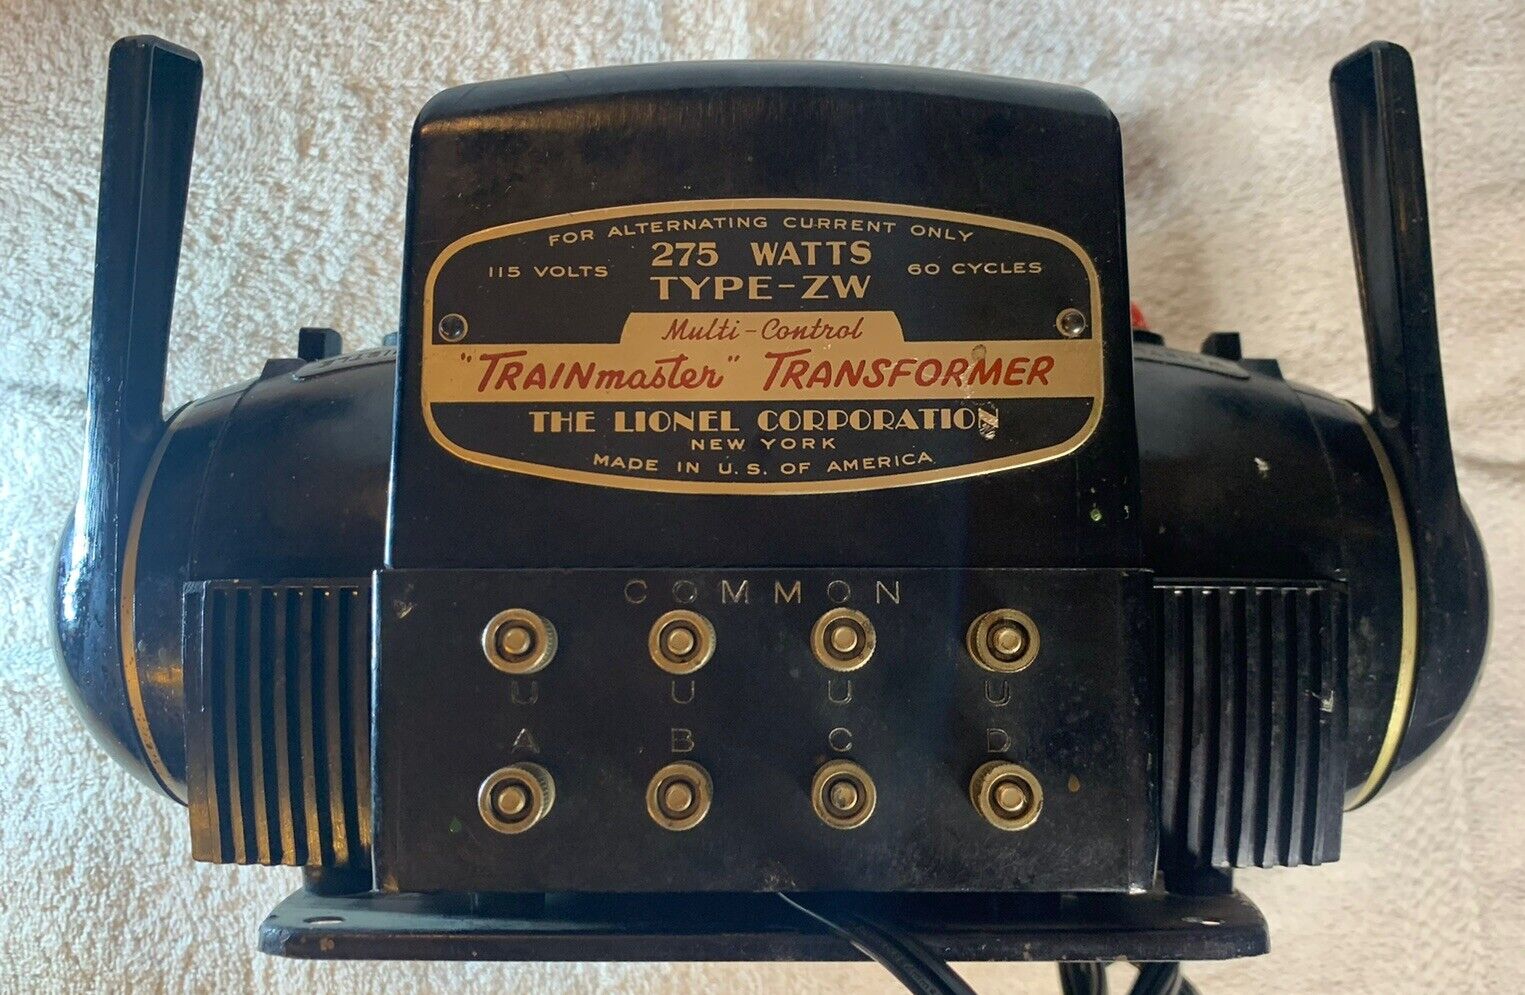 FOR ALTERNATING CURRENT ONLY
275 WATTS
115 VOLTS
60 CYCLES
TYPE-ZW
Multi-Control
"TRAINmaster" TRANSFORMER
THE LIONEL CORPORATION
NEW YORK
MADE IN U.S. OF AMERICA
COMMON
U U U U
A B C D